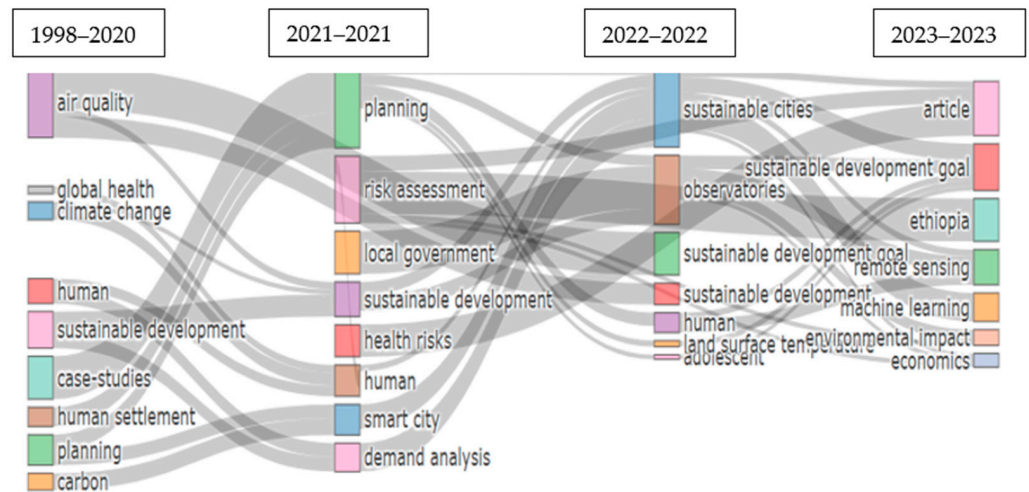 1998–2020
2021–2021
2022–2022
2023–2023
air quality
global health
climate change
human
sustainable development
case-studies
human settlement
planning
carbon
planning
risk assessment
local government
sustainable development
health risks
human
smart city
demand analysis
sustainable cities
observatories
sustainable development goal
sustainable development
human
land surface temperature
adolescent
article
sustainable development goal
ethiopia
remote sensing
machine learning
environmental impact
economics